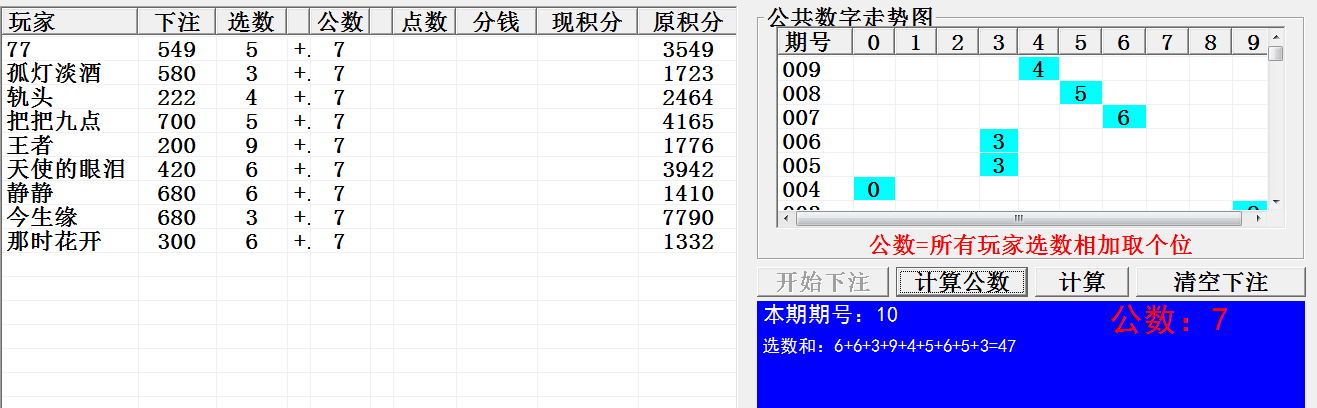 玩家 下注 选数 公数 点数 分钱 现积分 原积分
77 549 5 +. 7 3549
孤灯淡酒 580 3 +. 7 1723
轨头 222 4 +. 7 2464
把把九点 700 5 +. 7 4165
王者 200 9 +. 7 1776
天使的眼泪 420 6 +. 7 3942
静静 680 6 +. 7 1410
今生缘 680 3 +. 7 7790
那时花开 300 6 +. 7 1332
公共数字走势图
期号 0 1 2 3 4 5 6 7 8 9
009 4
008 5
007 6
006 3
005 3
004 0
公数=所有玩家选数相加取个位
开始下注 计算公数 计算 清空下注
本期期号：10 公数：7
选数和：6+6+3+9+4+5+6+5+3=47